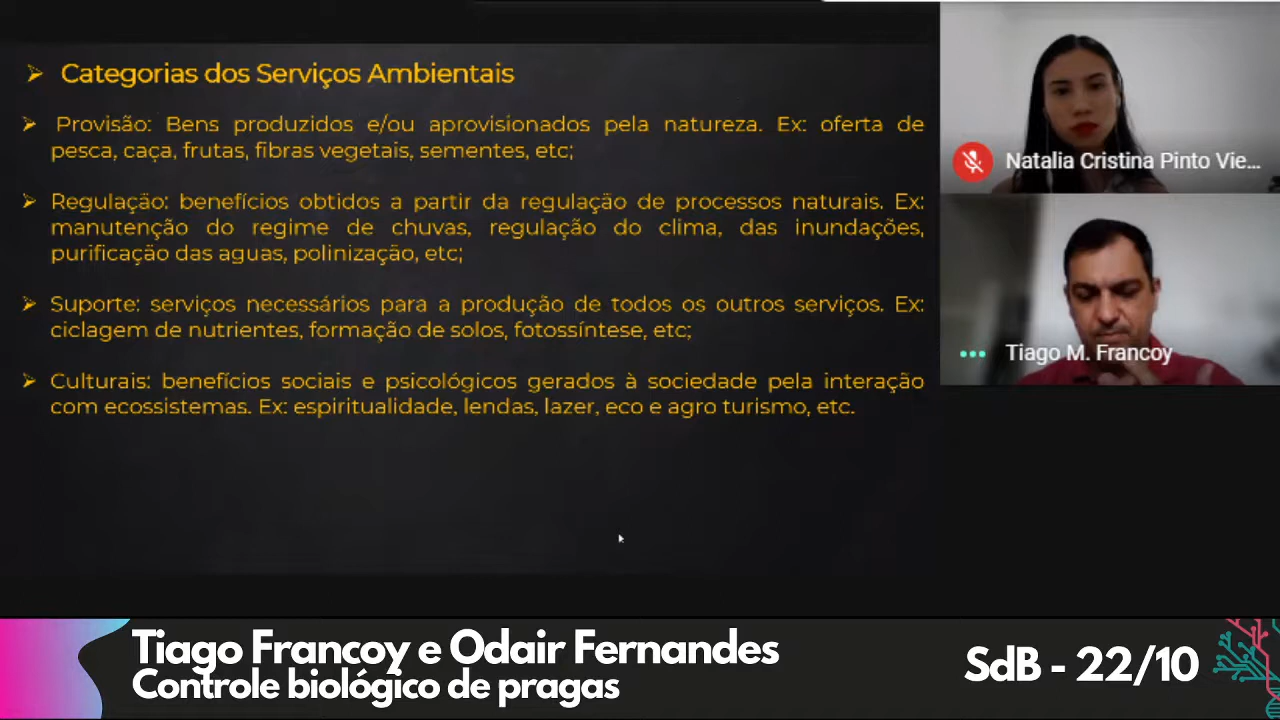 Categorias dos Serviços Ambientais
Provisão: Bens produzidos e/ou aprovisionados pela natureza. Ex: oferta de
pesca, caça, frutas, fibras vegetais, sementes, etc;
Regulação: benefícios obtidos a partir da regulação de processos naturais. Ex:
manutenção do regime de chuvas, regulação do clima, das inundações,
purificação das aguas, polinização, etc;
Suporte: serviços necessários para a produção de todos os outros serviços. Ex:
ciclagem de nutrientes, formação de solos, fotossíntese, etc;
Culturais: benefícios sociais e psicológicos gerados à sociedade pela interação
com ecossistemas. Ex: espiritualidade, lendas, lazer, eco e agro turismo, etc.
Natalia Cristina Pinto Vie...
Tiago M. Francoy
Tiago Francoy e Odair Fernandes
Controle biológico de pragas
SdB - 22/10